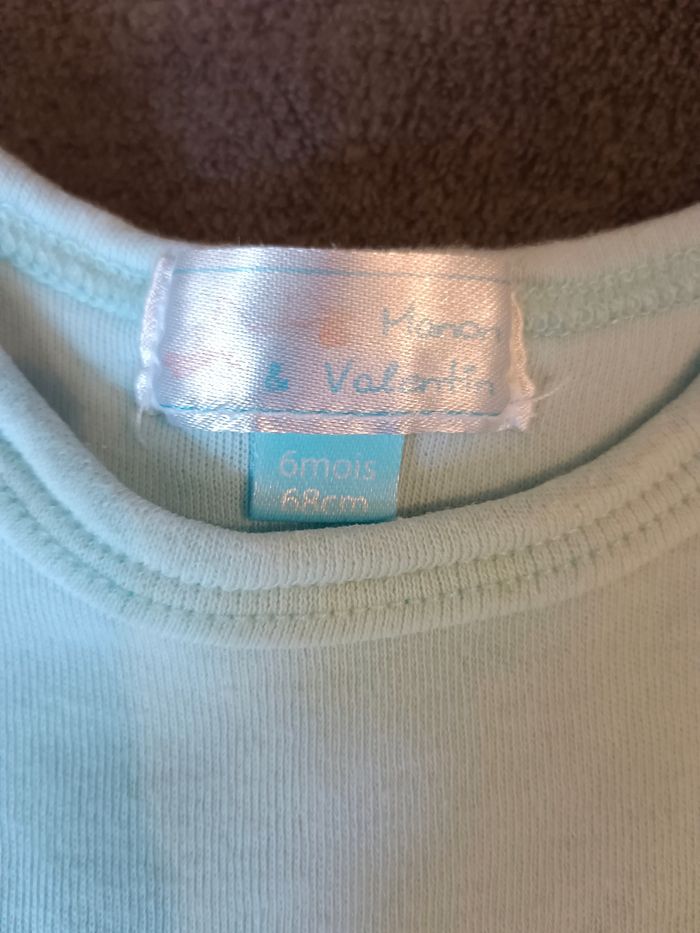 Manon
& Valentin
6mois
68cm